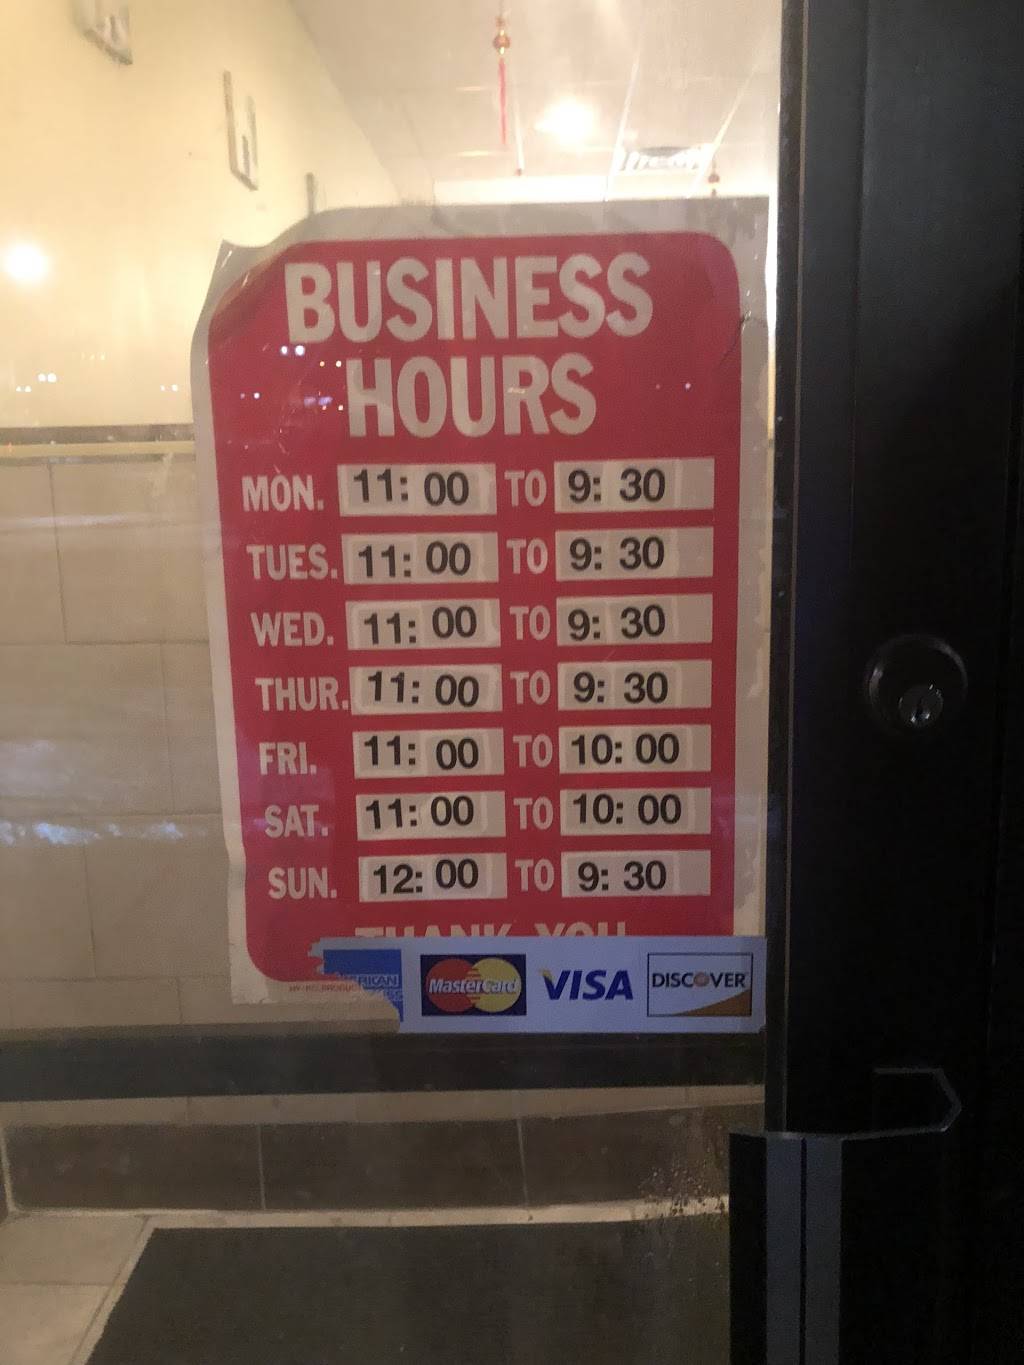 BUSINESS
HOURS
MON. 11: 00 TO 9: 30
TUES. 11: 00 TO 9: 30
WED. 11: 00 TO 9: 30
THUR. 11: 00 TO 9: 30
FRI. 11: 00 TO 10: 00
SAT. 11: 00 TO 10: 00
SUN. 12: 00 TO 9: 30
THANK YOU
MasterCard VISA DISCOVER